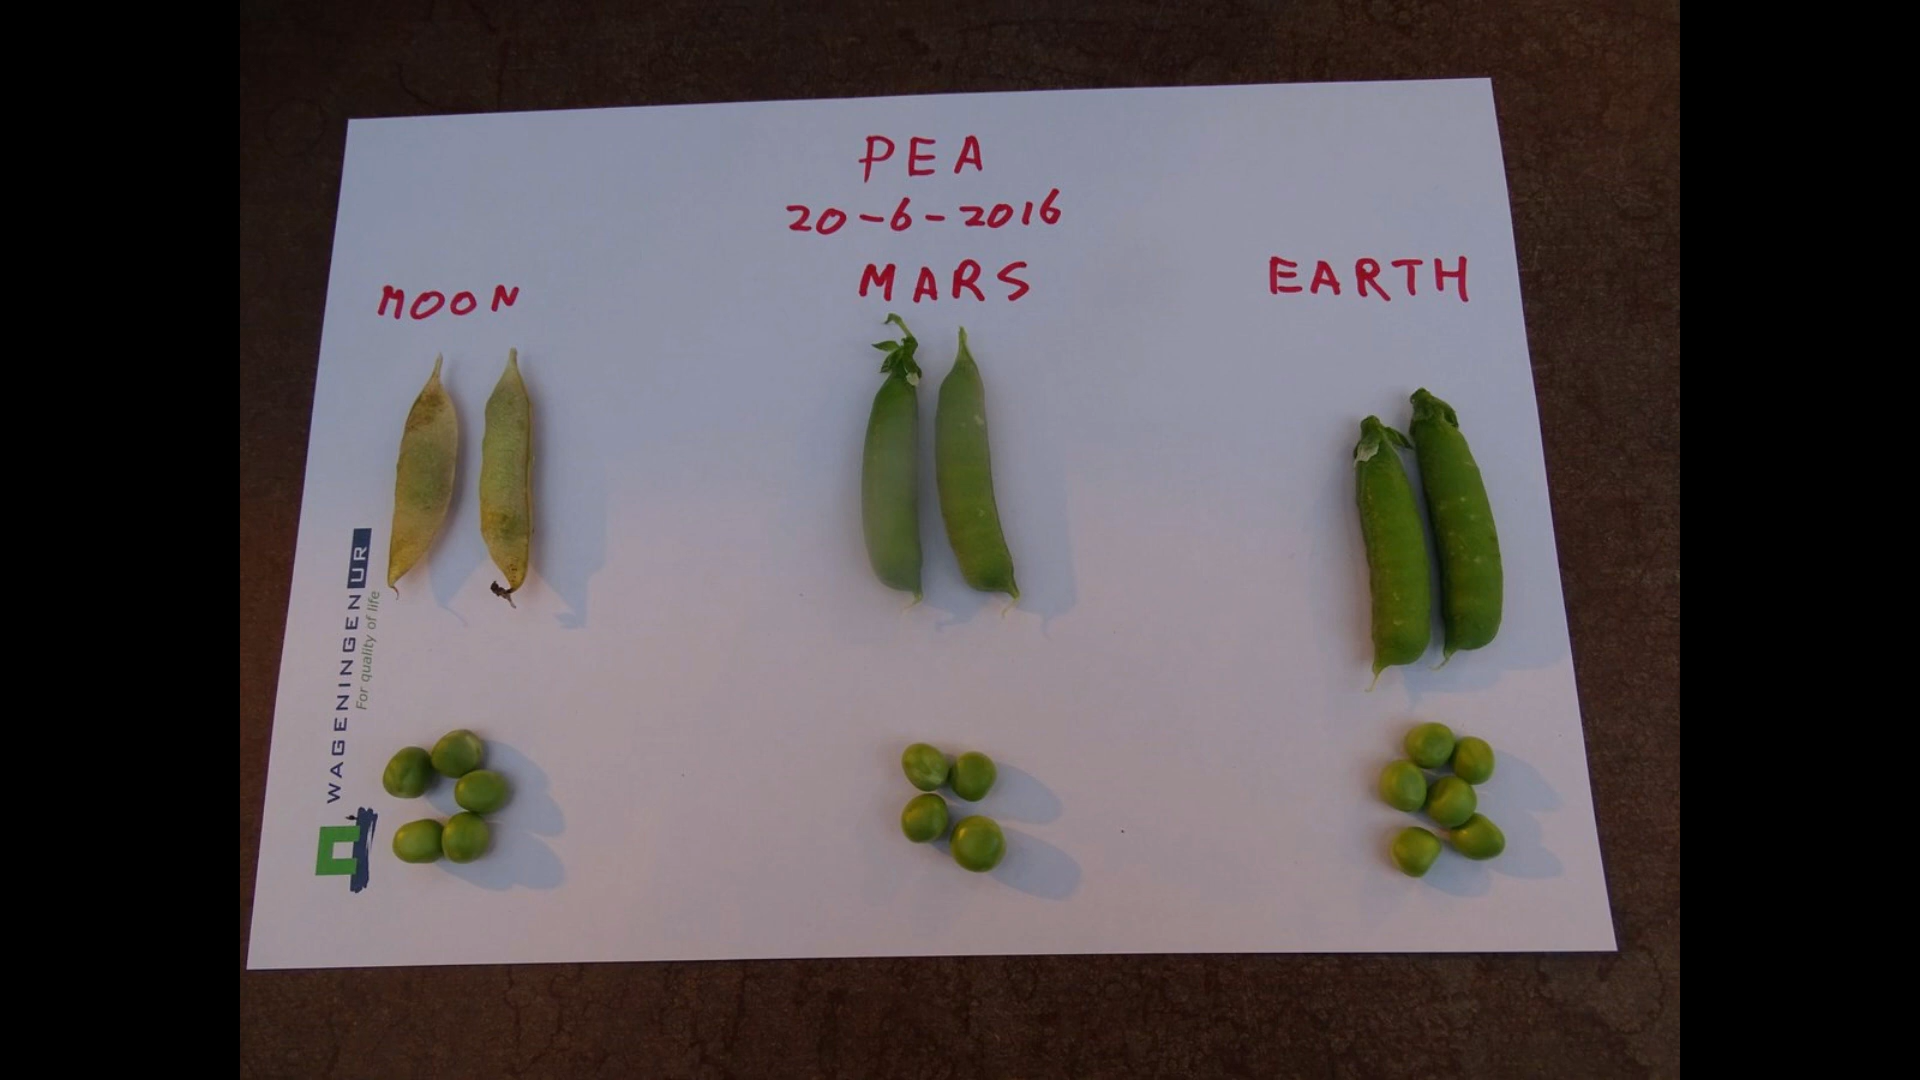 PEA
20-6-2016
MOON MARS EARTH
WAGENINGEN UR
For quality of life